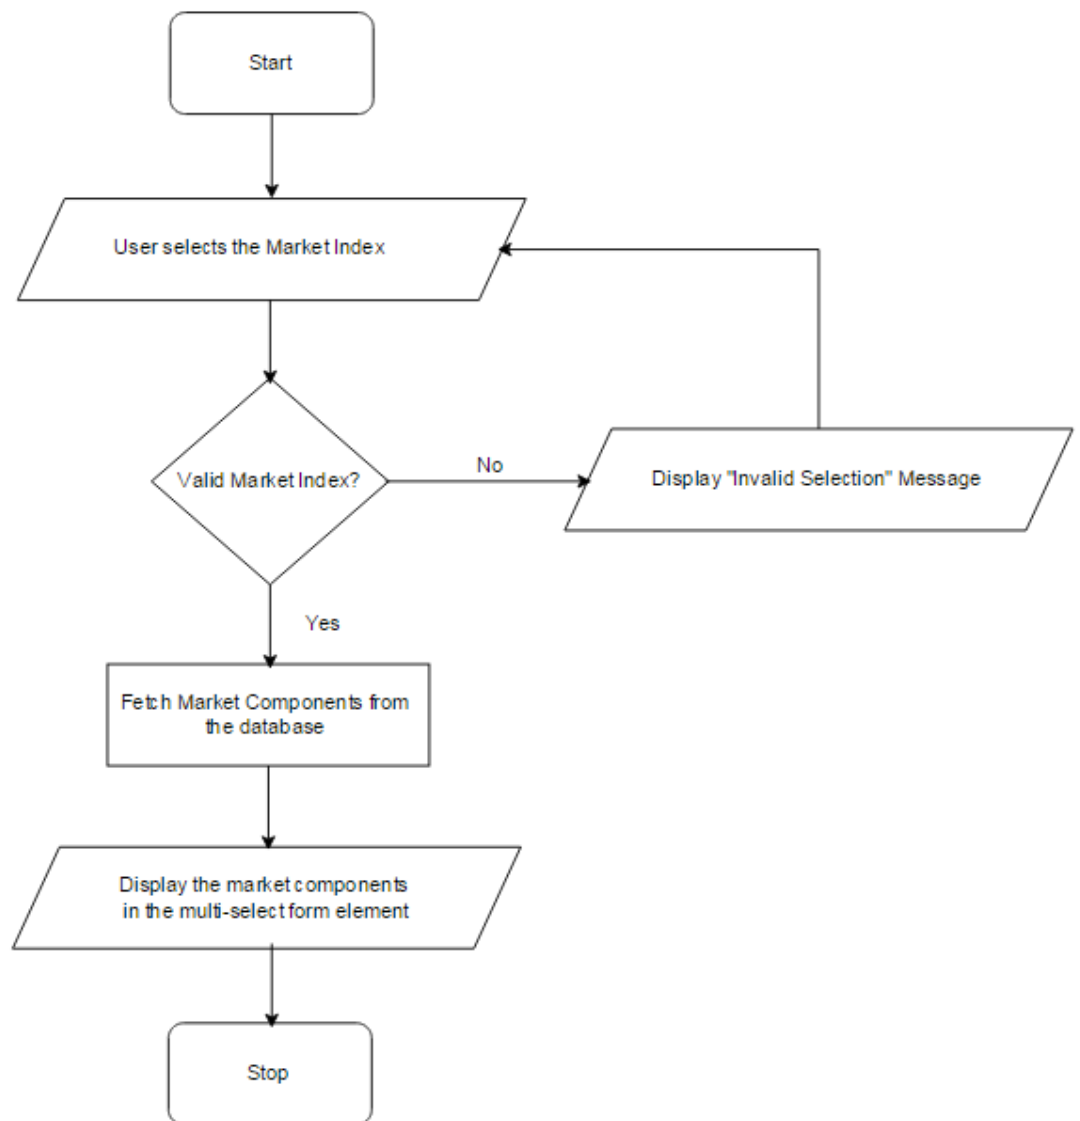 Start
User selects the Market Index
Valid Market Index?
No
Display "Invalid Selection" Message
Yes
Fetch Market Components from
the database
Display the market components
in the multi-select form element
Stop